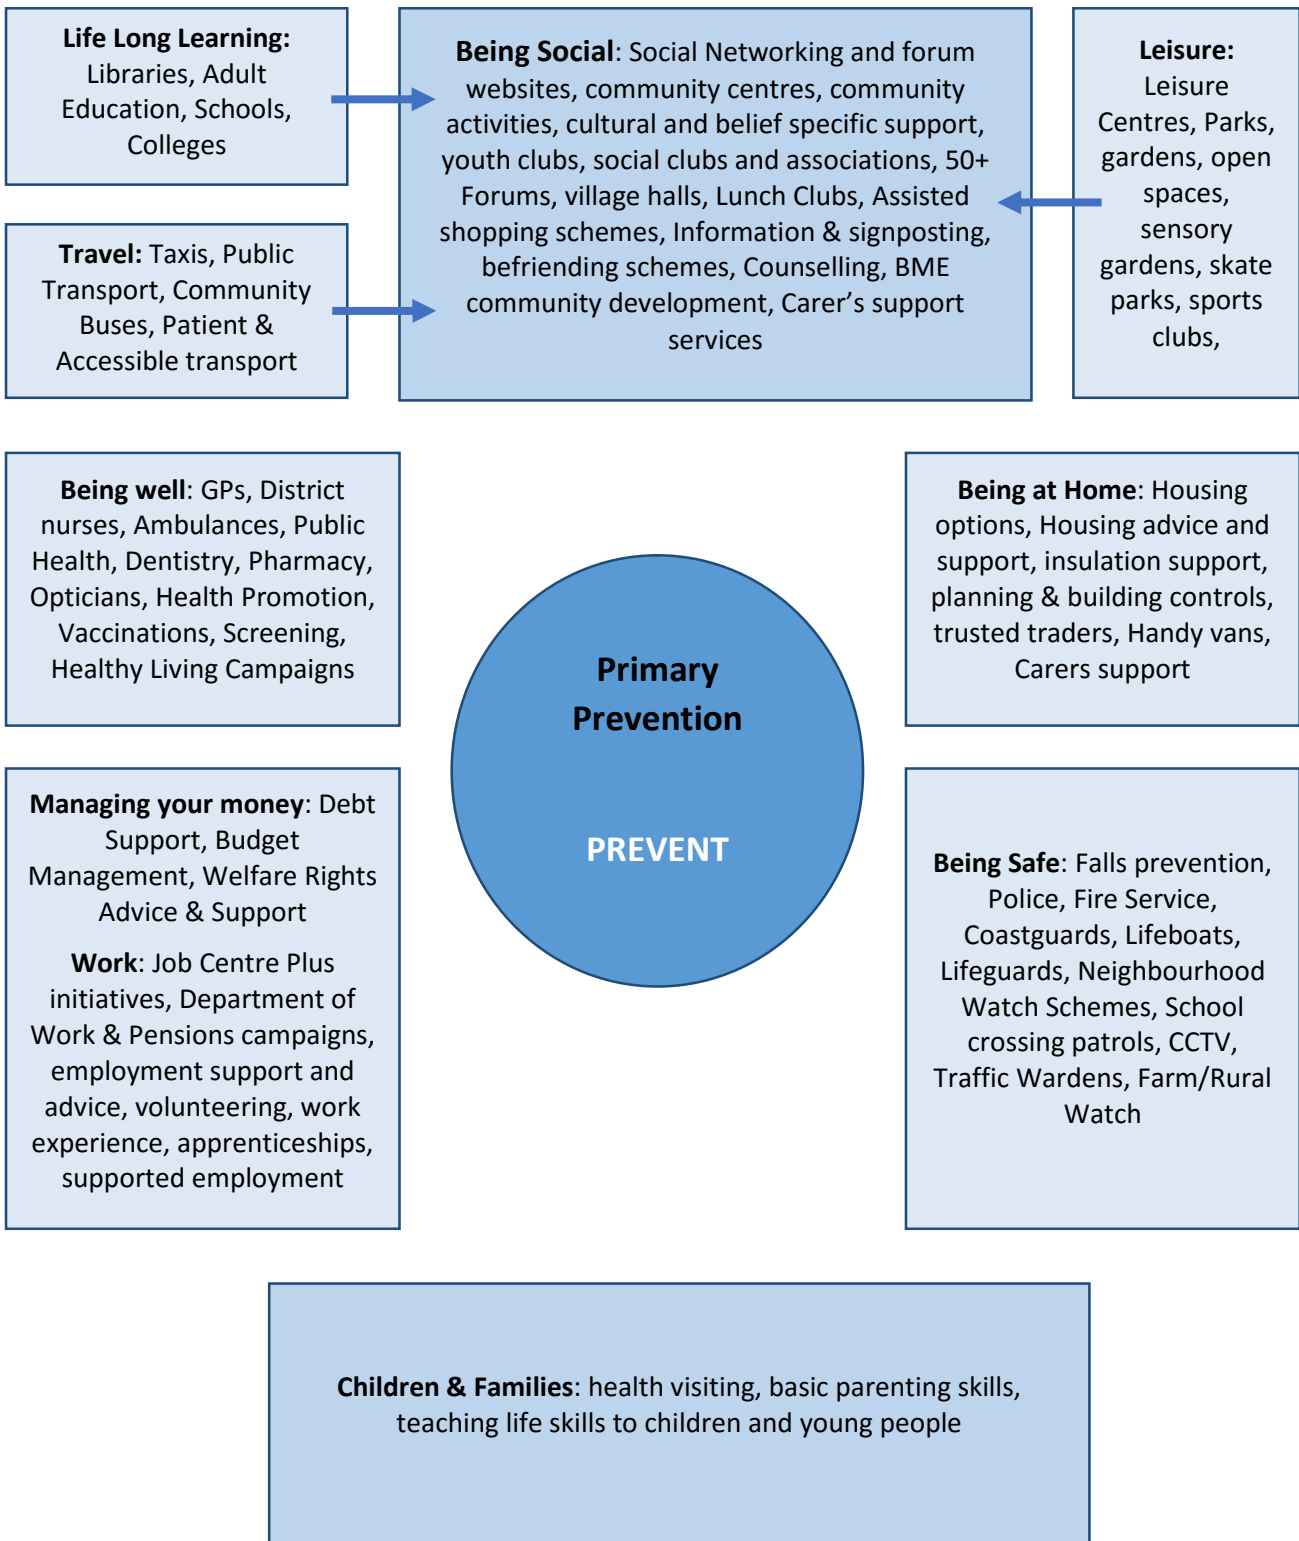 Life Long Learning:
Libraries, Adult
Education, Schools,
Colleges
Being Social: Social Networking and forum
websites, community centres, community
activities, cultural and belief specific support,
youth clubs, social clubs and associations, 50+
Forums, village halls, Lunch Clubs, Assisted
shopping schemes, Information & signposting,
befriending schemes, Counselling, BME
community development, Carer’s support
services
Leisure:
Leisure
Centres, Parks,
gardens, open
spaces,
sensory
gardens, skate
parks, sports
clubs,
Travel: Taxis, Public
Transport, Community
Buses, Patient &
Accessible transport
Being well: GPs, District
nurses, Ambulances, Public
Health, Dentistry, Pharmacy,
Opticians, Health Promotion,
Vaccinations, Screening,
Healthy Living Campaigns
Being at Home: Housing
options, Housing advice and
support, insulation support,
planning & building controls,
trusted traders, Handy vans,
Carers support
Primary
Prevention
PREVENT
Managing your money: Debt
Support, Budget
Management, Welfare Rights
Advice & Support
Work: Job Centre Plus
initiatives, Department of
Work & Pensions campaigns,
employment support and
advice, volunteering, work
experience, apprenticeships,
supported employment
Being Safe: Falls prevention,
Police, Fire Service,
Coastguards, Lifeboats,
Lifeguards, Neighbourhood
Watch Schemes, School
crossing patrols, CCTV,
Traffic Wardens, Farm/Rural
Watch
Children & Families: health visiting, basic parenting skills,
teaching life skills to children and young people